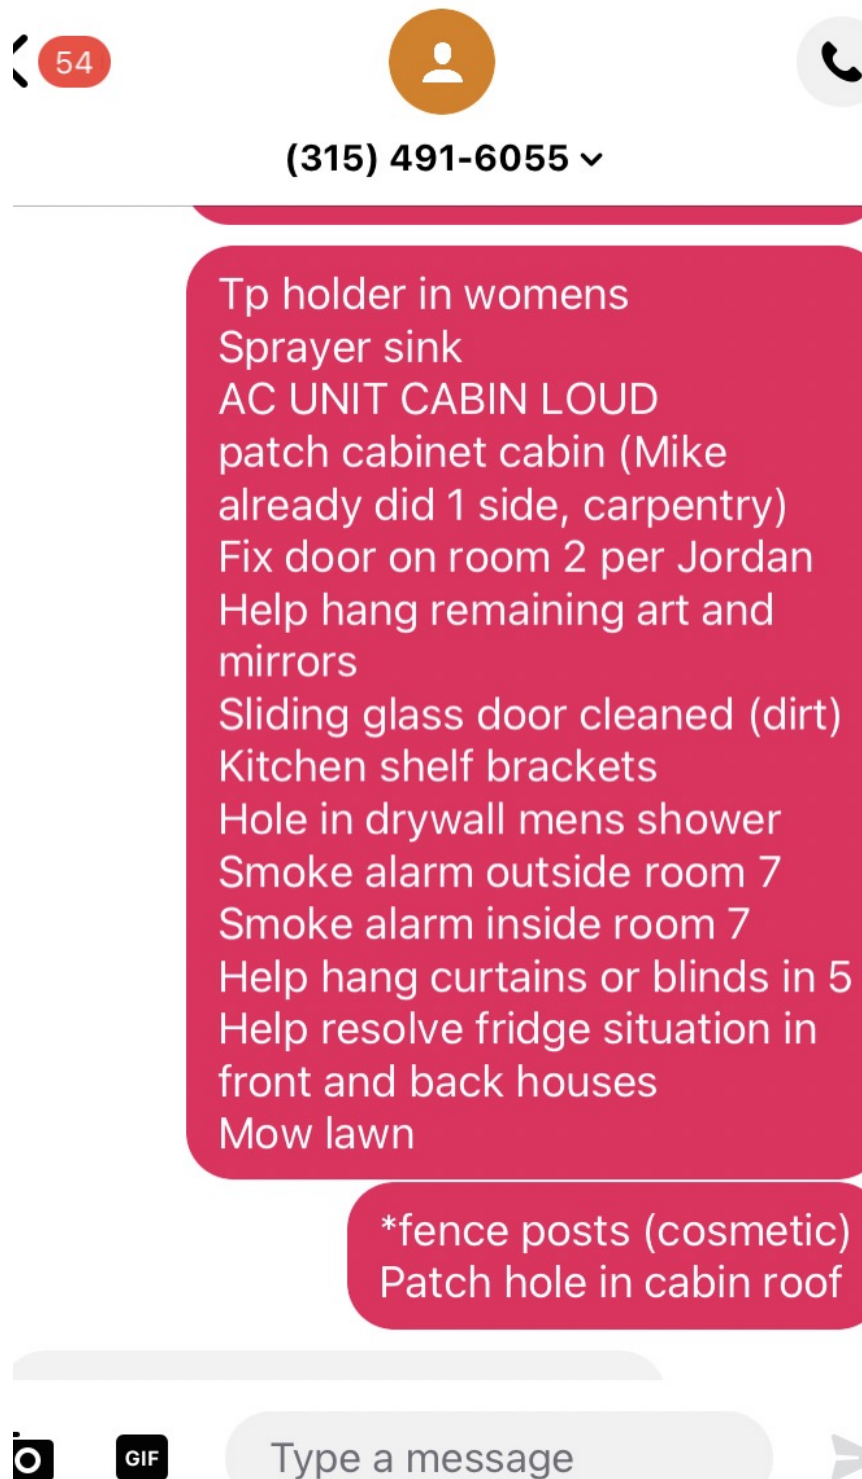 54
(315) 491-6055
Tp holder in womens
Sprayer sink
AC UNIT CABIN LOUD
patch cabinet cabin (Mike
already did 1 side, carpentry)
Fix door on room 2 per Jordan
Help hang remaining art and
mirrors
Sliding glass door cleaned (dirt)
Kitchen shelf brackets
Hole in drywall mens shower
Smoke alarm outside room 7
Smoke alarm inside room 7
Help hang curtains or blinds in 5
Help resolve fridge situation in
front and back houses
Mow lawn
*fence posts (cosmetic)
Patch hole in cabin roof
GIF
Type a message